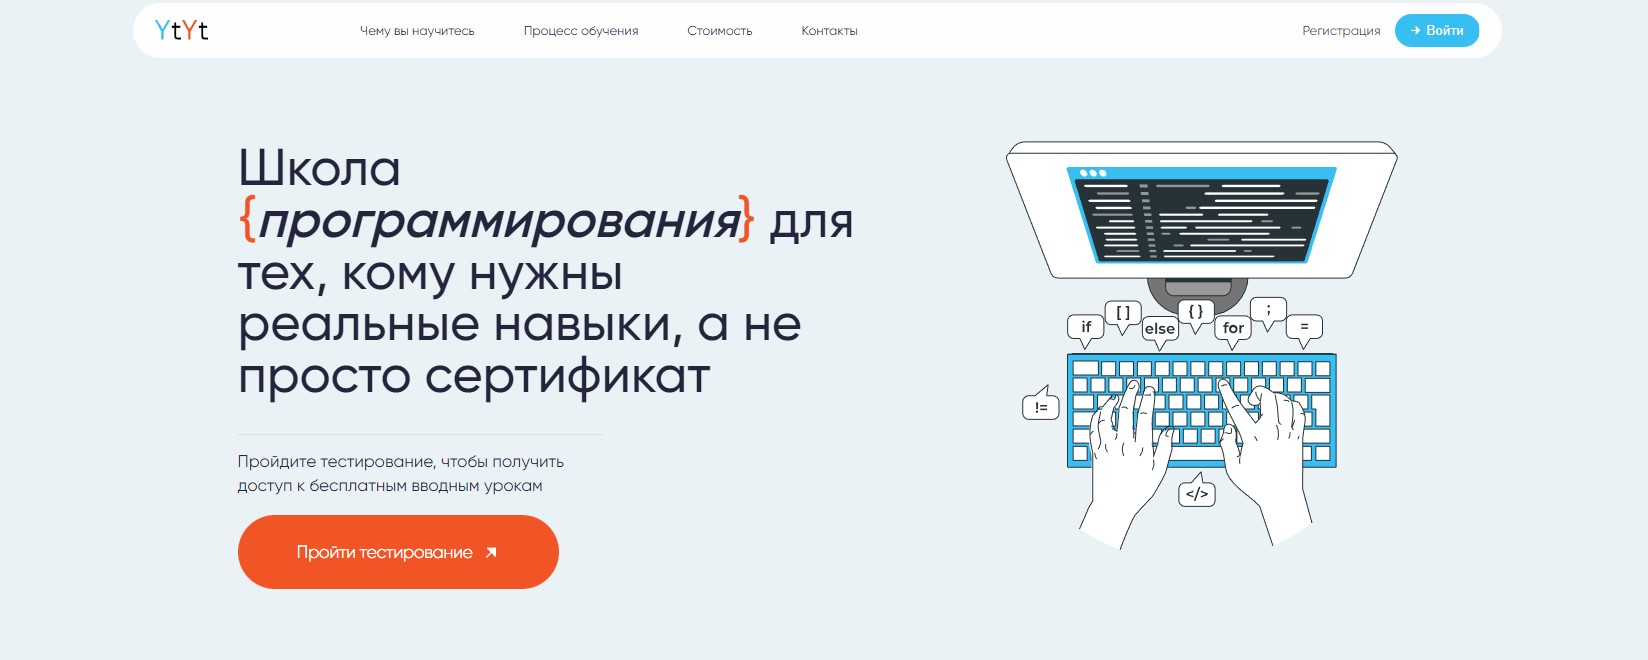 YtYt
Чему вы научитесь
Процесс обучения
Стоимость
Контакты
Регистрация
Войти
Школа
{программирования} для
тех, кому нужны
реальные навыки, а не
просто сертификат
Пройдите тестирование, чтобы получить
доступ к бесплатным вводным урокам
Пройти тестирование
if
[ ]
else
{ }
for
;
=
!=
</>